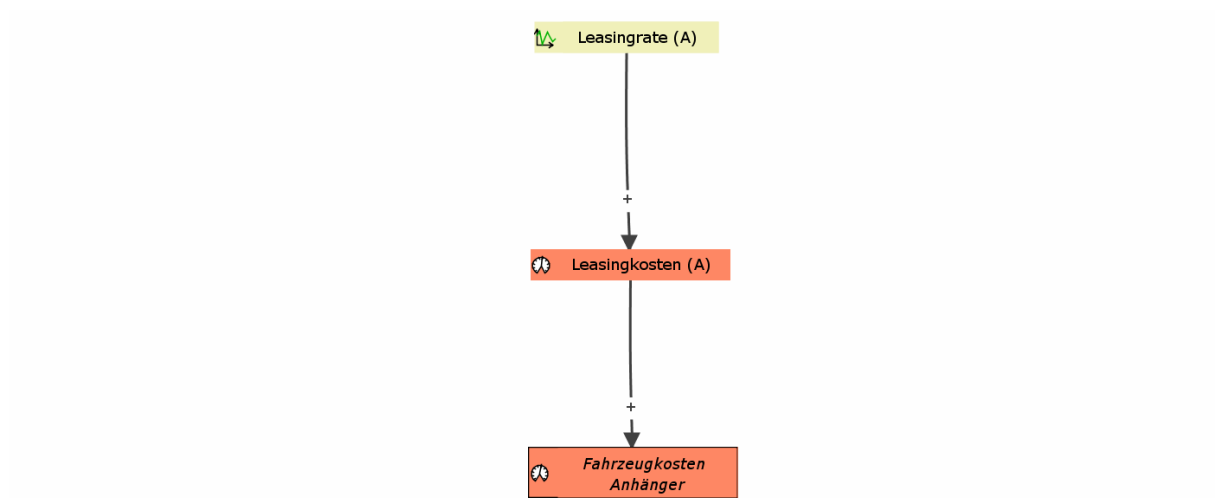 Leasingrate (A)
+
Leasingkosten (A)
+
Fahrzeugkosten
Anhänger